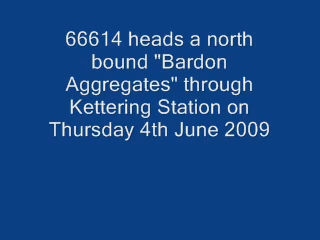 66614 heads a north
bound "Bardon
Aggregates" through
Kettering Station on
Thursday 4th June 2009